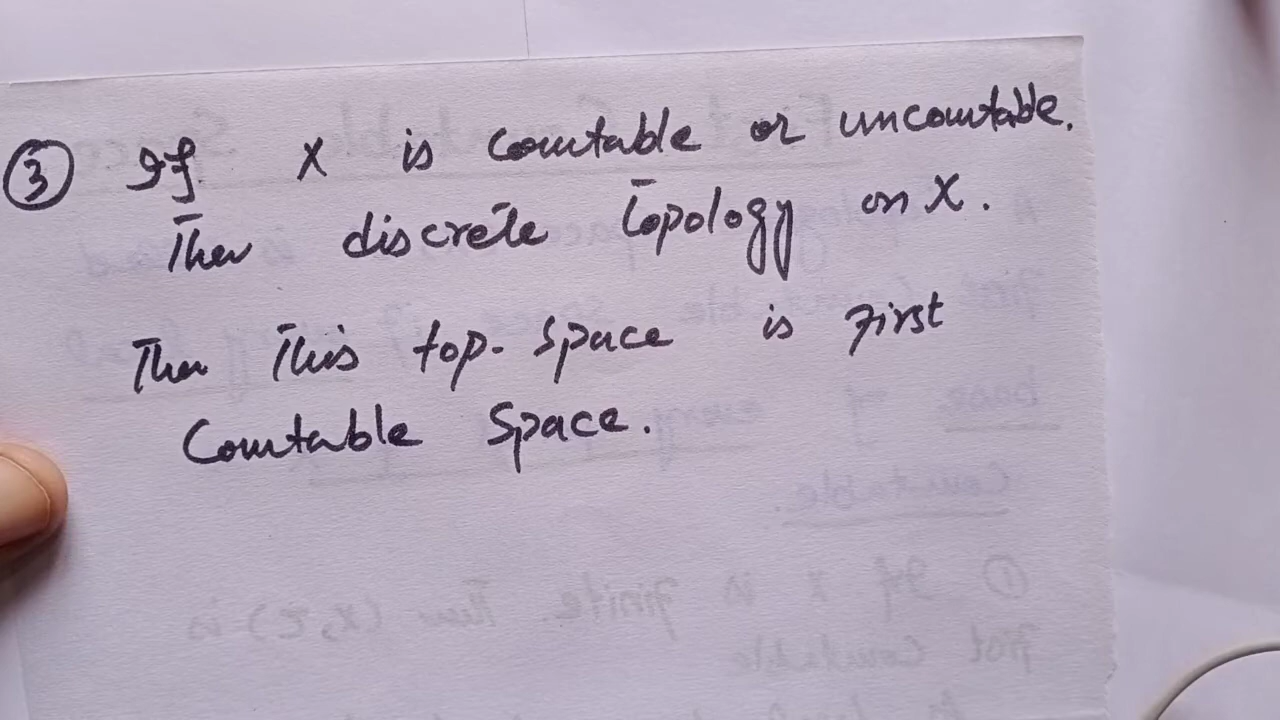 ③ If X is countable or uncountable.
Then discrete topology on X.
Then This top. space is First
Countable Space.